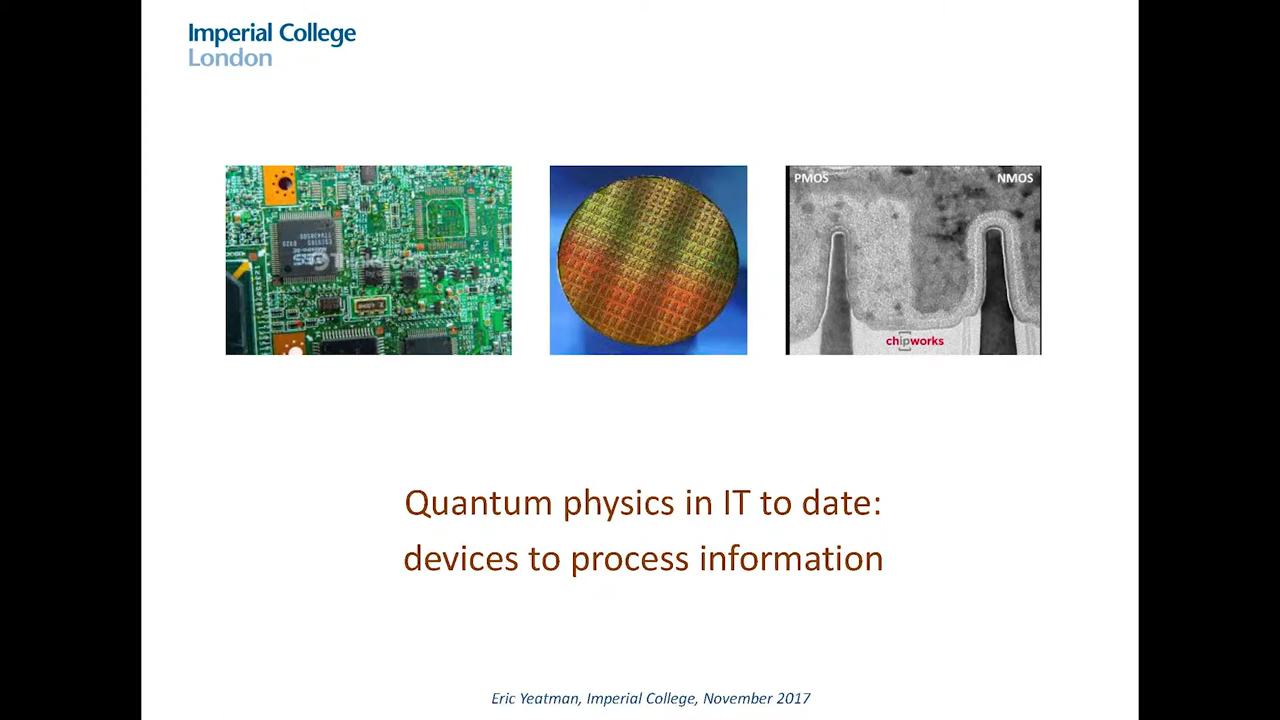 Imperial College
London
PMOS
NMOS
chipworks
Quantum physics in IT to date:
devices to process information
Eric Yeatman, Imperial College, November 2017